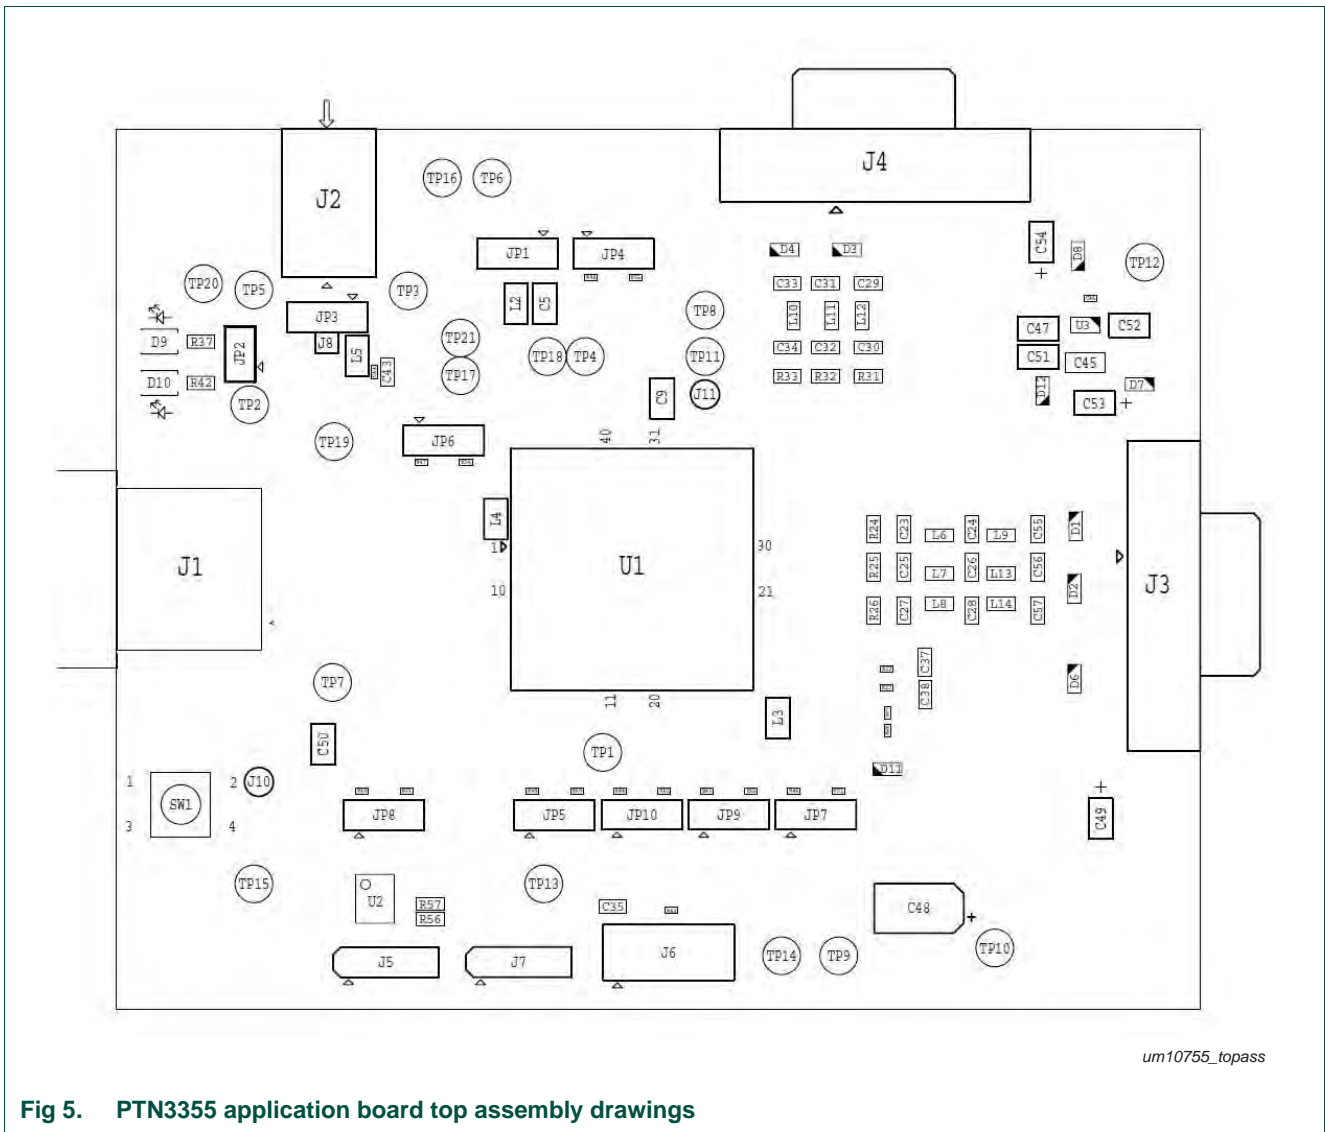 J4
J2
TP16 TP6
C54
JP1 JP4
D4 D3
D8
TP12
TP20 TP5 TP3
C33 C31 C29
L2 C5
TP8
L10 L11 L12
JP3
C47 U3 C52
D9 R37 JP2 J8 L5 C43
TP21
TP18 TP4 TP11
C34 C32 C30
C51 C45
D10 R42
TP17
R33 R32 R31
D12 D7
TP2
C9 J11
C53
TP19 JP6
40 31
L4
R24 C23 L6 C24 L9 C55 D1
1 30
J1 U1
R25 C25 L7 C26 L13 C56 D2 J3
10 21
R26 C27 L8 C28 L14 C57
C37
TP7
D6
C38
11 20
L3
C50
TP1
D11
1 2 J10
SW1
JP8 JP5 JP10 JP9 JP7
C49
3 4
TP15 TP13
U2 R57
R56
C35
C48
J5 J7 J6 TP14 TP9 TP10
um10755_topass
Fig 5. PTN3355 application board top assembly drawings